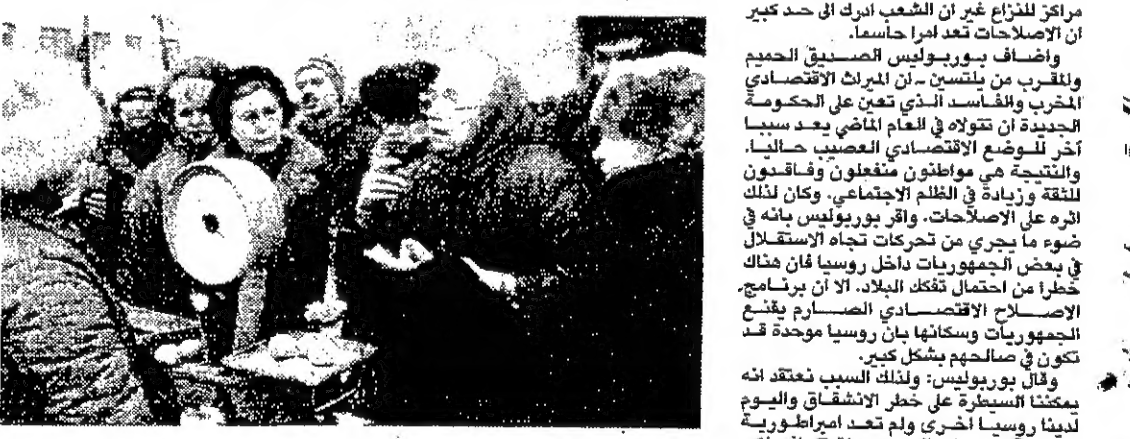 مراكز للنزاع غير ان الشعب ادرك الى حد كبير
ان الاصلاحات تعد امرا حاسما.
واضاف بوربوليس الصديق الحميم
والمقرب من يلتسين ـ ان الميراث الاقتصادي
المخرب والفاسد الذي تعين على الحكومة
الجديدة ان تتولاه في العام الماضي يعد سببا
آخر للوضع الاقتصادي العصيب حاليا.
والنتيجة هي مواطنون منفعلون وفاقدون
للثقة وزيادة في الظلم الاجتماعي. وكان لذلك
اثره على الاصلاحات. واقر بوربوليس بانه في
ضوء ما يجري من تحركات تجاه الاستقلال
في بعض الجمهوريات داخل روسيا فان هناك
خطرا من احتمال تفكك البلاد. الا ان برنامج
الاصلاح الاقتصادي الصارم يقنع
الجمهوريات وسكانها بان روسيا موحدة قد
تكون في صالحهم بشكل كبير.
وقال بوربوليس: ولذلك السبب نعتقد انه
يمكننا السيطرة على خطر الانشقاق واليوم
لدينا روسيا اخرى ولم تعد امبراطورية